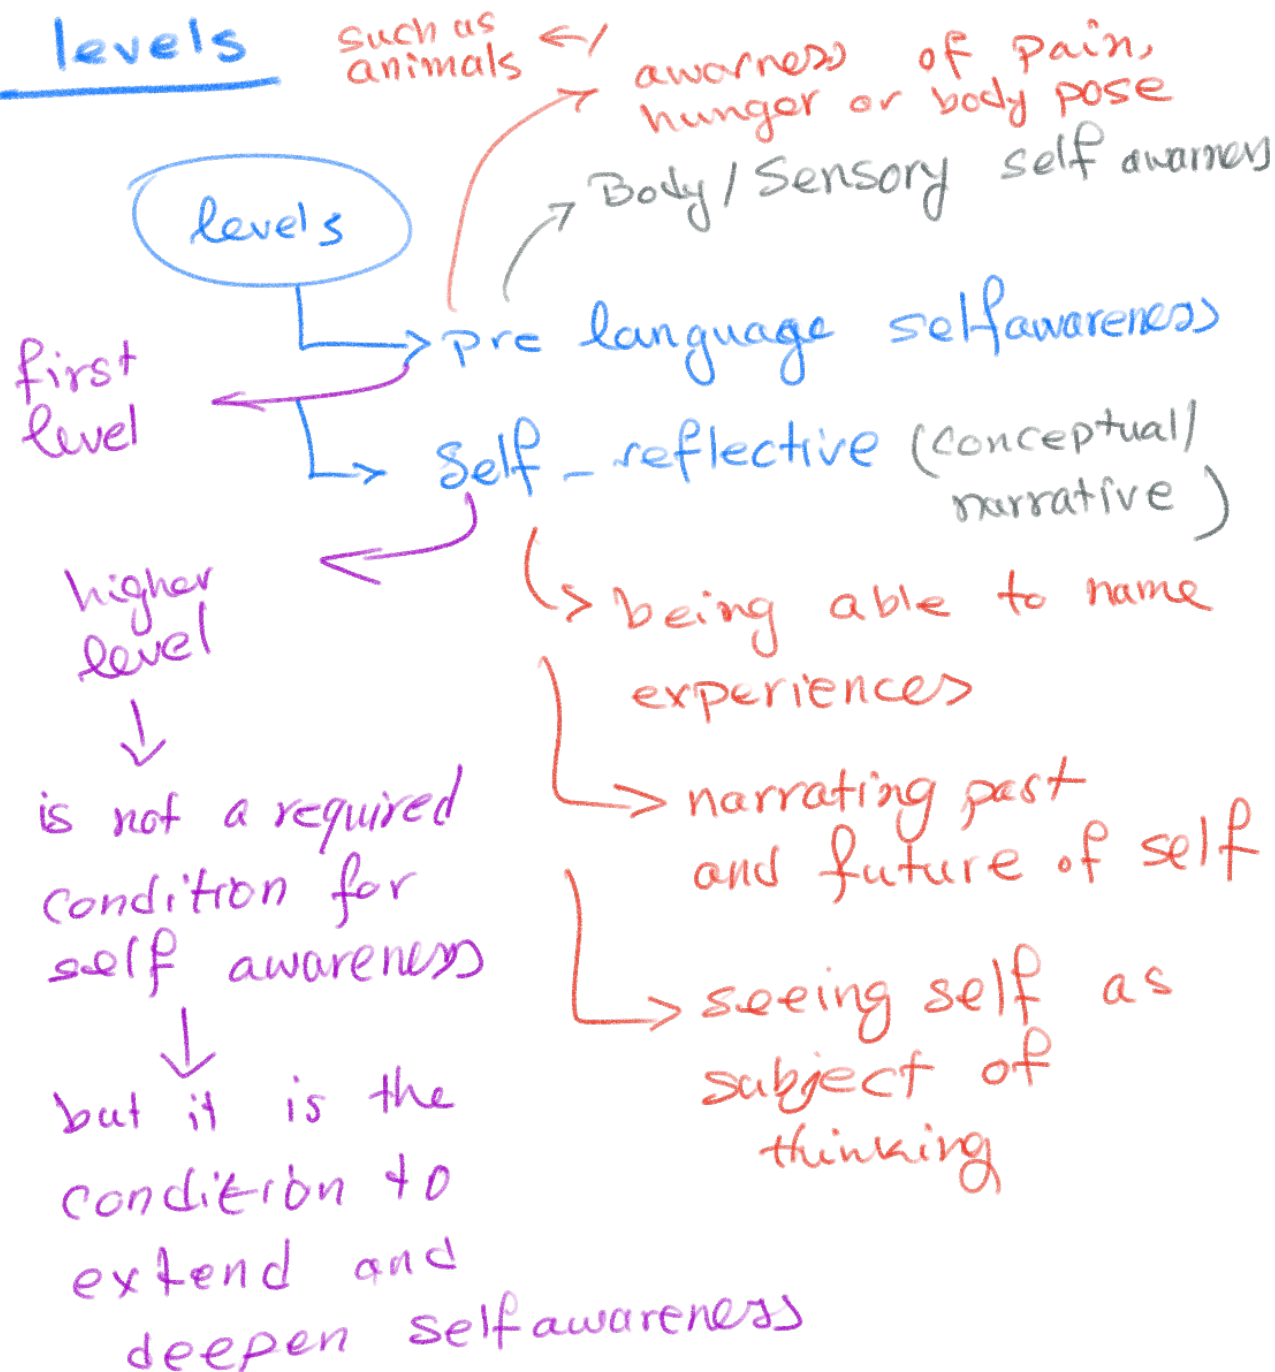 levels
such as
animals
awarness of pain,
hunger or body pose
Body / Sensory self awarness
levels
pre language selfawareness
first
level
Self - reflective (conceptual/
narrative)
higher
level
being able to name
experiences
is not a required
condition for
self awareness
narrating past
and future of self
seeing self as
subject of
thinking
but it is the
condition to
extend and
deepen selfawareness